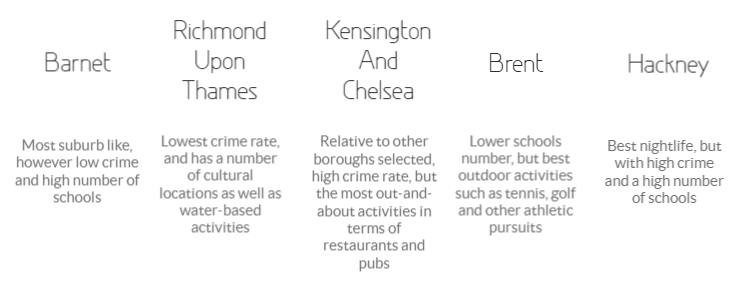 Barnet
Most suburb like,
however low crime
and high number of
schools
Richmond
Upon
Thames
Lowest crime rate,
and has a number
of cultural
locations as well as
water-based
activities
Kensington
And
Chelsea
Relative to other
boroughs selected,
high crime rate, but
the most out-and-
about activities in
terms of
restaurants and
pubs
Brent
Lower schools
number, but best
outdoor activities
such as tennis, golf
and other athletic
pursuits
Hackney
Best nightlife, but
with high crime
and a high number
of schools